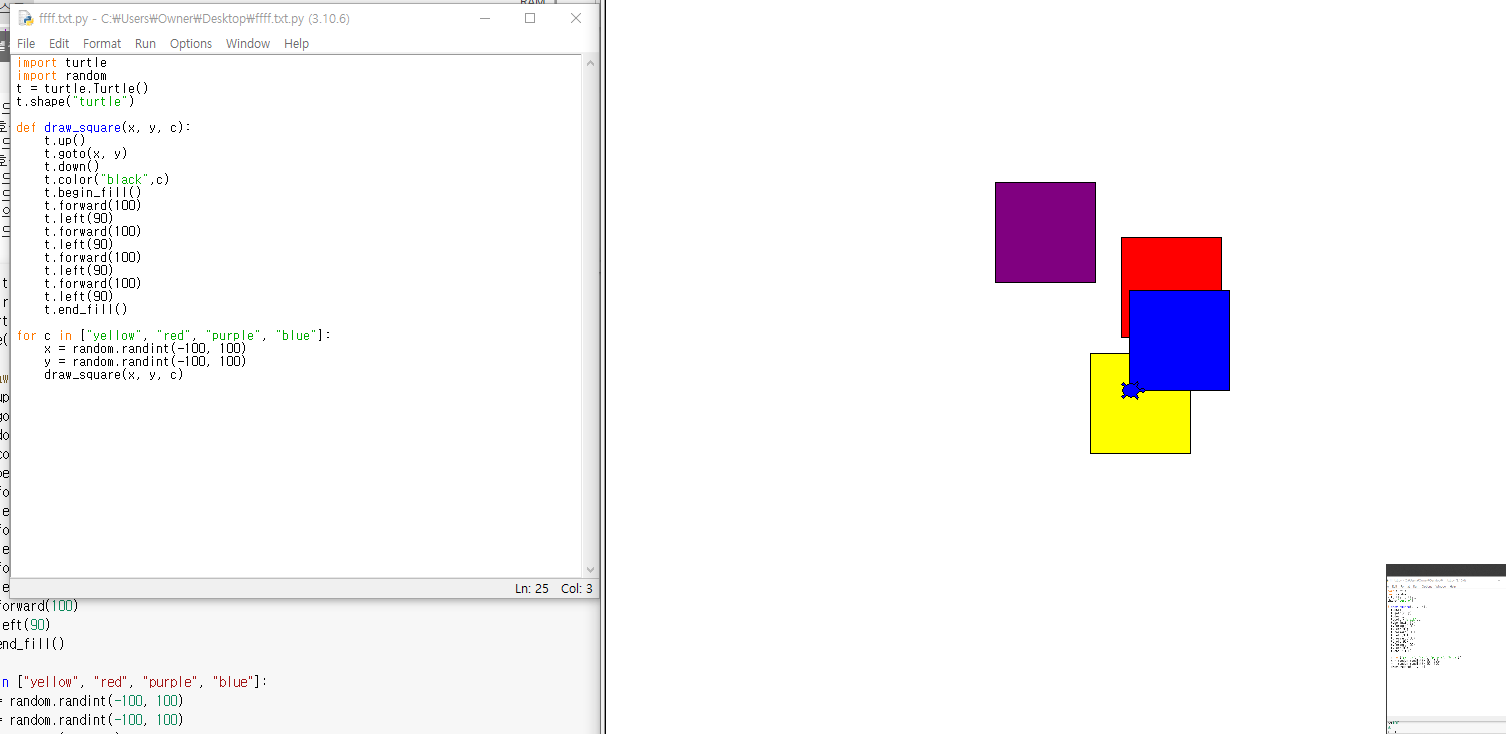 RAM
ffff.txt.py - C:₩Users₩Owner₩Desktop₩ffff.txt.py (3.10.6)
File Edit Format Run Options Window Help
import turtle
import random
t = turtle.Turtle()
t.shape("turtle")
def draw_square(x, y, c):
t.up()
t.goto(x, y)
t.down()
t.color("black",c)
t.begin_fill()
t.forward(100)
t.left(90)
t.forward(100)
t.left(90)
t.forward(100)
t.left(90)
t.forward(100)
t.left(90)
t.end_fill()
for c in ["yellow", "red", "purple", "blue"]:
x = random.randint(-100, 100)
y = random.randint(-100, 100)
draw_square(x, y, c)
Ln: 25 Col: 3
forward(100)
left(90)
end_fill()
n ["yellow", "red", "purple", "blue"]:
= random.randint(-100, 100)
= random.randint(-100, 100)